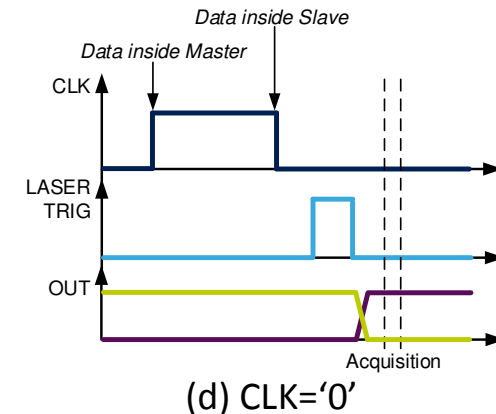 Data inside Slave
Data inside Master
CLK
LASER
TRIG
OUT
Acquisition
(d) CLK=‘0’